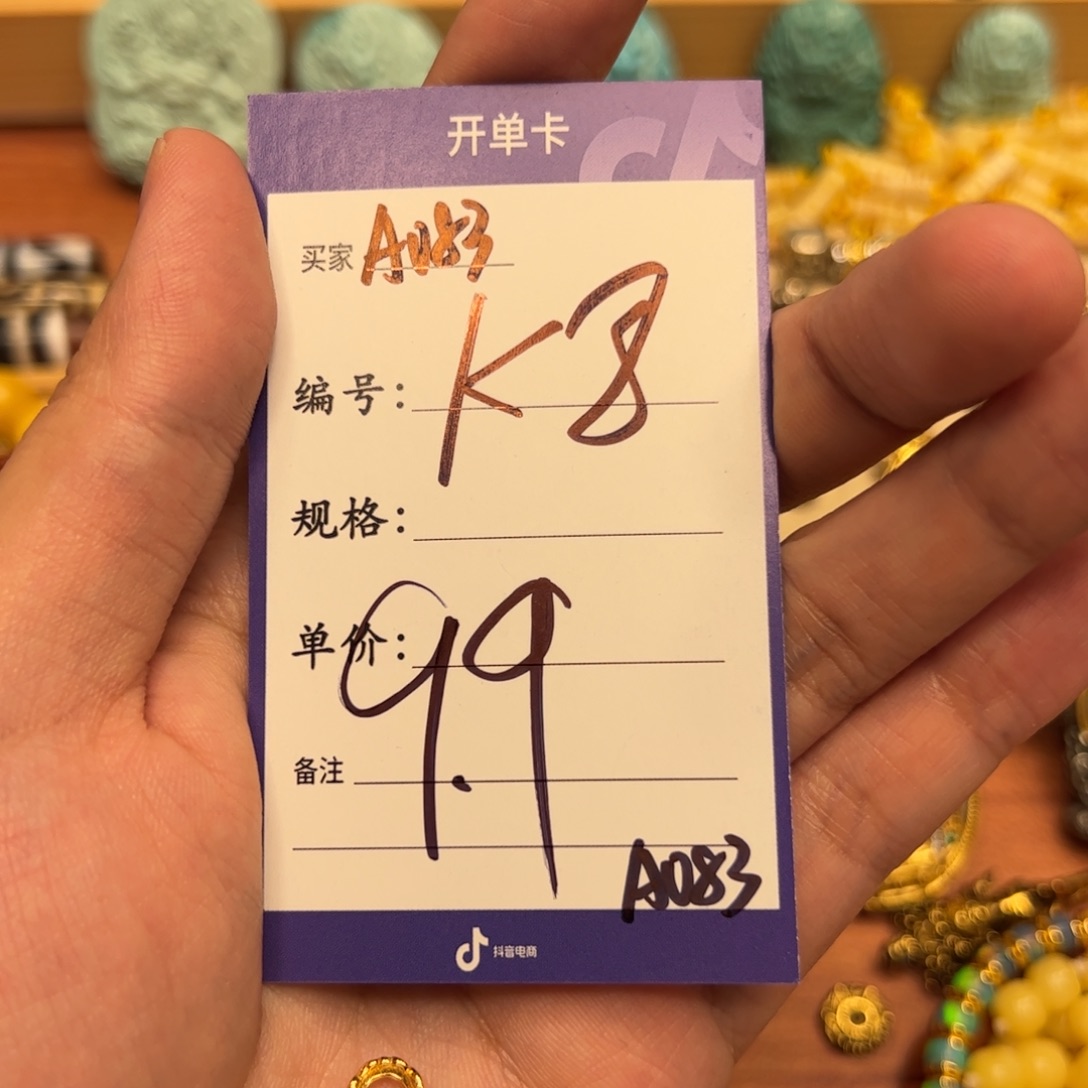 开单卡
买家 A083
编号: K8
规格:
单价: 9.9
备注
A083
抖音电商